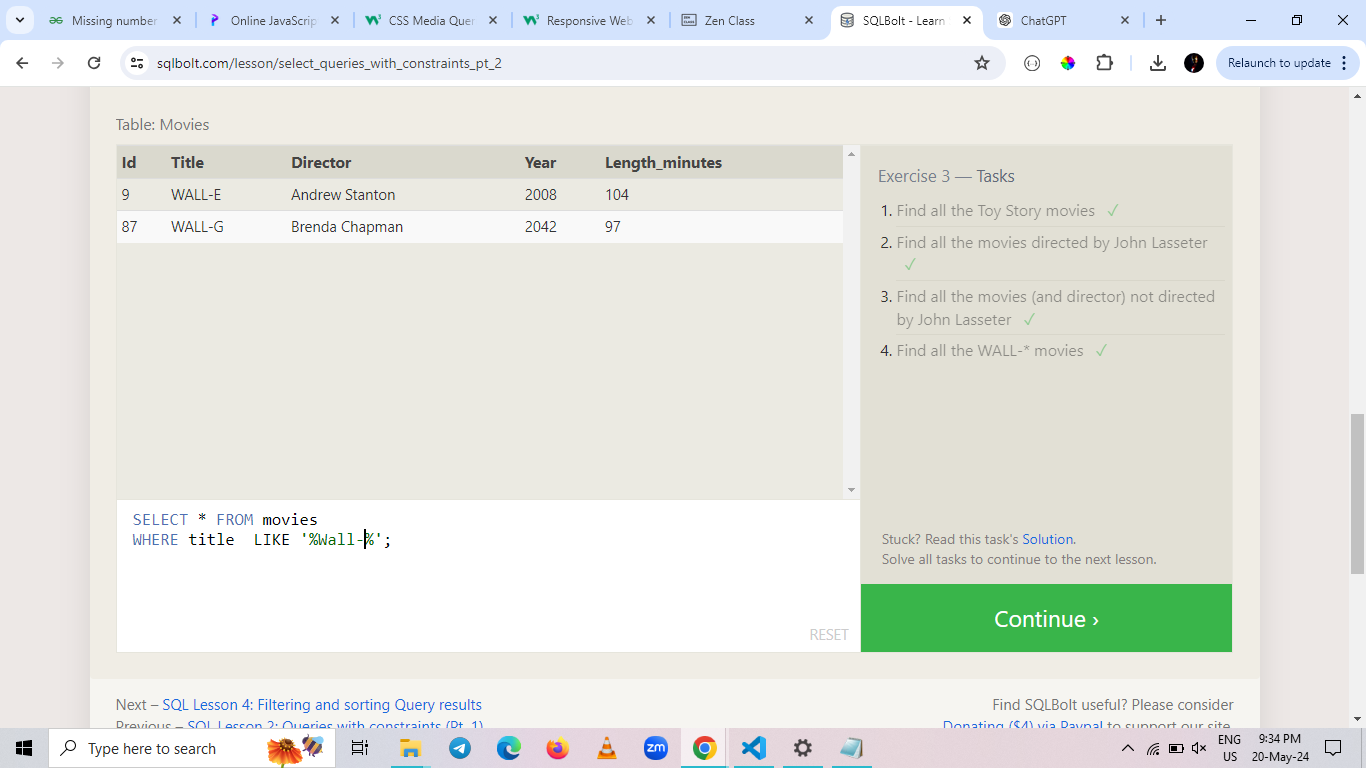 Missing number
Online JavaScrip
CSS Media Quer
Responsive Web
Zen Class
SQLBolt - Learn
ChatGPT
sqlbolt.com/lesson/select_queries_with_constraints_pt_2
Relaunch to update
Table: Movies
Id Title Director Year Length_minutes
9 WALL-E Andrew Stanton 2008 104
87 WALL-G Brenda Chapman 2042 97
SELECT * FROM movies
WHERE title  LIKE '%Wall-%';
RESET
Exercise 3 — Tasks
1. Find all the Toy Story movies ✓
2. Find all the movies directed by John Lasseter
✓
3. Find all the movies (and director) not directed
by John Lasseter ✓
4. Find all the WALL-* movies ✓
Stuck? Read this task's Solution.
Solve all tasks to continue to the next lesson.
Continue ›
Next – SQL Lesson 4: Filtering and sorting Query results
Previous – SQL Lesson 2: Queries with constraints (Pt. 1)
Find SQLBolt useful? Please consider
Donating ($4) via Paypal to support our site.
Type here to search
zm
ENG
US
9:34 PM
20-May-24